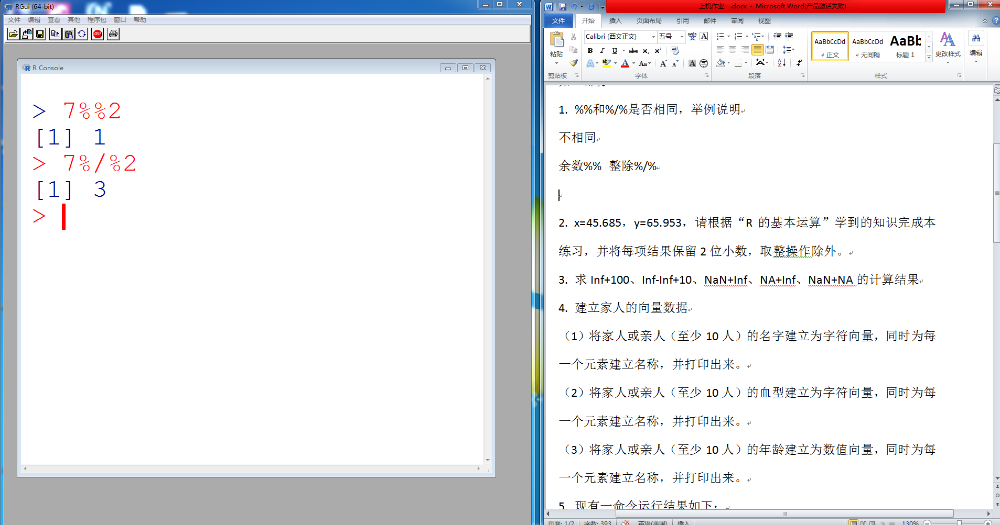 RGui (64-bit)
文件 编辑 查看 其他 程序包 窗口 帮助
STOP
R Console
> 7%%2
[1] 1
> 7%/%2
[1] 3
>
上机作业一.docx - Microsoft Word(产品激活失败)
文件 开始 插入 页面布局 引用 邮件 审阅 视图
Calibri (西文正文) 五号
粘贴
剪贴板 字体 段落 样式
AaBbCcDd AaBbCcDd AaBb
正文 无间隔 标题 1 更改样式 编辑
1. %%和%/%是否相同，举例说明
不相同
余数%% 整除%/%
2. x=45.685，y=65.953，请根据“R 的基本运算”学到的知识完成本
练习，并将每项结果保留 2 位小数，取整操作除外。
3. 求 Inf+100、Inf-Inf+10、NaN+Inf、NA+Inf、NaN+NA 的计算结果
4. 建立家人的向量数据
（1）将家人或亲人（至少 10 人）的名字建立为字符向量，同时为每
一个元素建立名称，并打印出来。
（2）将家人或亲人（至少 10 人）的血型建立为字符向量，同时为每
一个元素建立名称，并打印出来。
（3）将家人或亲人（至少 10 人）的年龄建立为数值向量，同时为每
一个元素建立名称，并打印出来。
5. 现有一命令运行结果如下：
页面: 1/2 字数: 393 英语(美国) 插入 130%